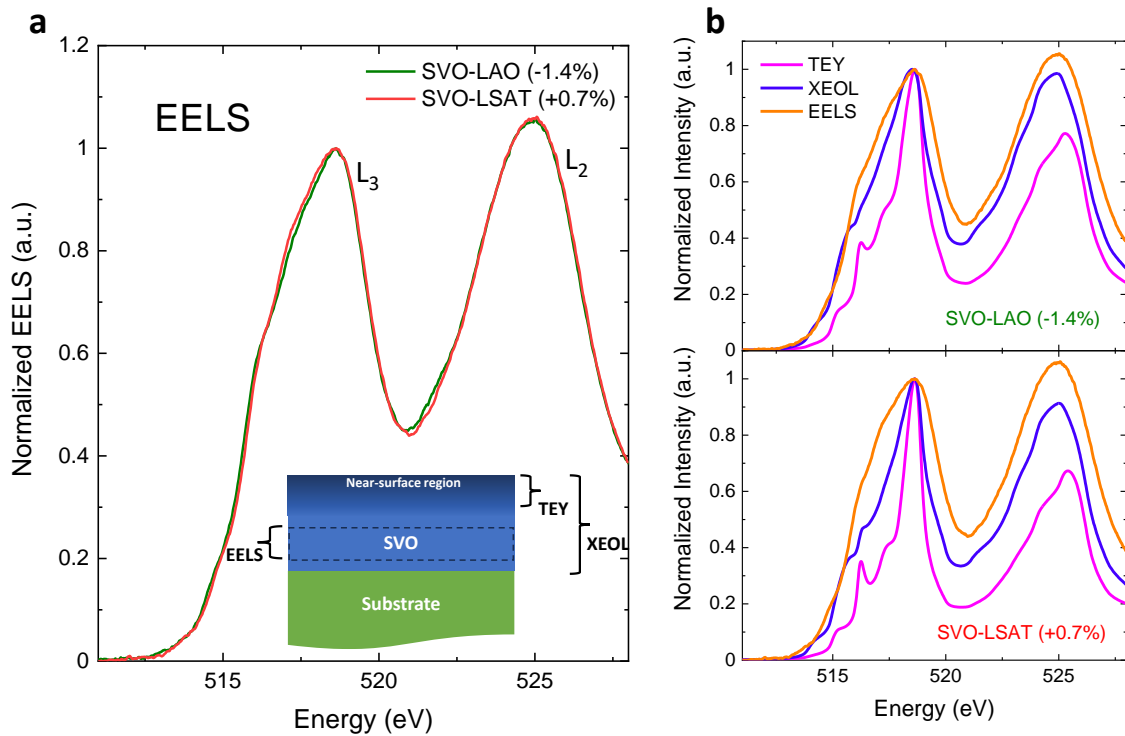 a
1.2
1
0.8
0.6
0.4
0.2
0
Normalized EELS (a.u.)
EELS
SVO-LAO (-1.4%)
SVO-LSAT (+0.7%)
L3
L2
Near-surface region
TEY
EELS
SVO
XEOL
Substrate
515
520
525
Energy (eV)
b
TEY
XEOL
EELS
1
0.8
0.6
0.4
0.2
0
Normalized Intensity (a.u.)
SVO-LAO (-1.4%)
1
0.8
0.6
0.4
0.2
0
Normalized Intensity (a.u.)
SVO-LSAT (+0.7%)
515
520
525
Energy (eV)